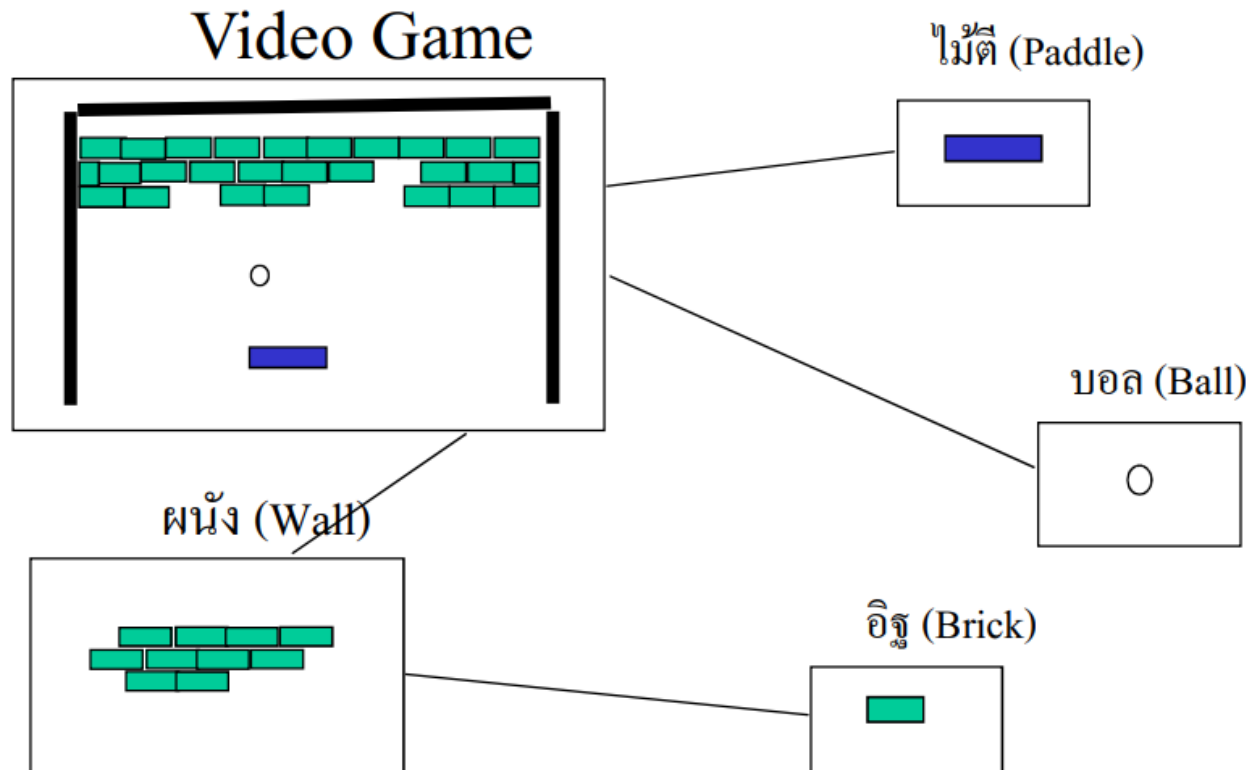 Video Game
ไม้ตี (Paddle)
บอล (Ball)
ผนัง (Wall)
อิฐ (Brick)